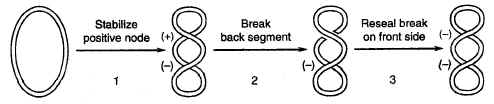 Stabilize
positive node
1
(+)
(–)
Break
back segment
2
(–)
Reseal break
on front side
3
(–)
(–)